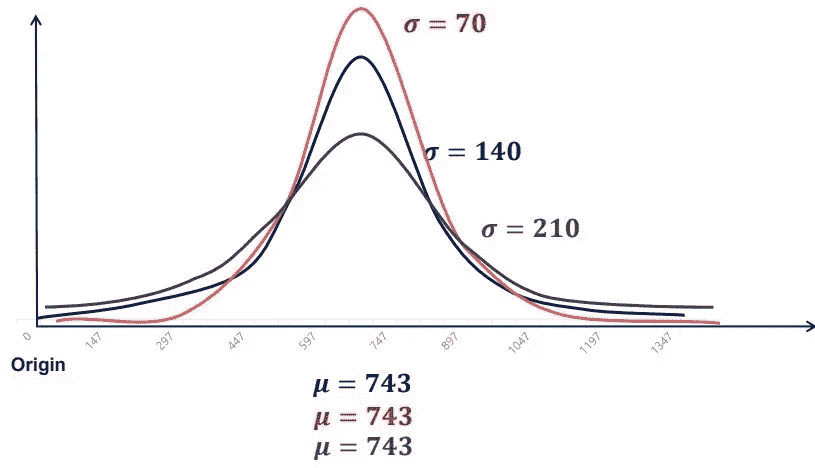 σ = 70
σ = 140
σ = 210
0 147 297 447 597 747 897 1047 1197 1347
Origin
μ = 743
μ = 743
μ = 743